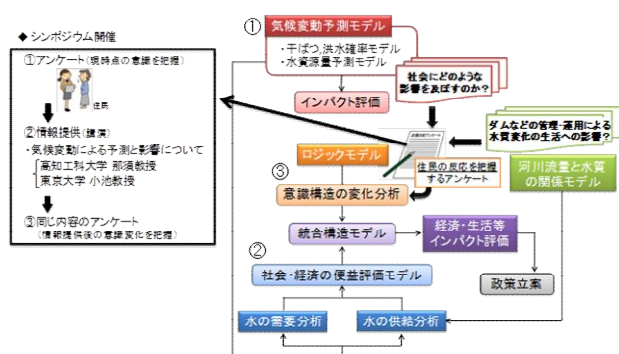 ◆ シンポジウム開催
①アンケート(現時点の意識を把握)
住民
②情報提供(講演)
・気候変動による予測と影響について
高知工科大学 那須教授
東京大学 小池教授
③同じ内容のアンケート
(情報提供後の意識変化を把握)
①
気候変動予測モデル
・干ばつ,洪水確率モデル
・水資源量予測モデル
インパクト評価
社会にどのような
影響を及ぼすのか?
ダムなどの管理・運用による
水質変化の生活への影響?
ロジックモデル
住民の反応を把握
するアンケート
河川流量と水質
の関係モデル
③
意識構造の変化分析
統合構造モデル
経済・生活等
インパクト評価
②
社会・経済の便益評価モデル
政策立案
水の需要分析
水の供給分析